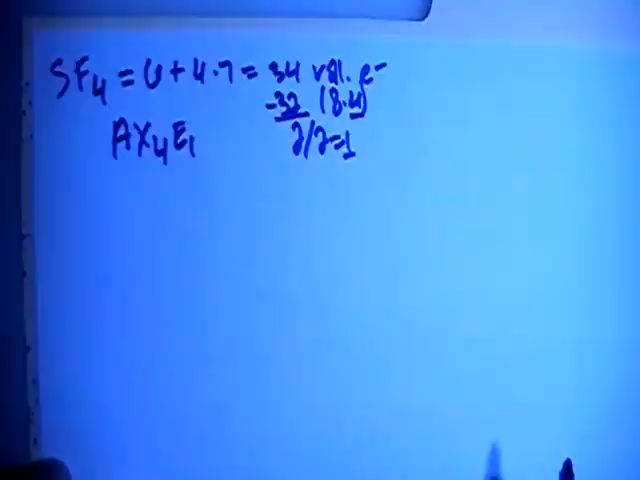 SF₄ = 6 + 4·7 = 34 val. e⁻
-32 (8·4)
AX₄E₁ 2/2=1